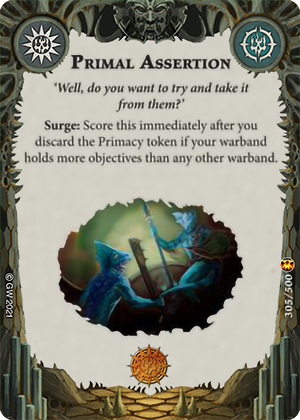 PRIMAL ASSERTION
'Well, do you want to try and take it
from them?'
Surge: Score this immediately after you
discard the Primacy token if your warband
holds more objectives than any other warband.
© GW 2021
305/500